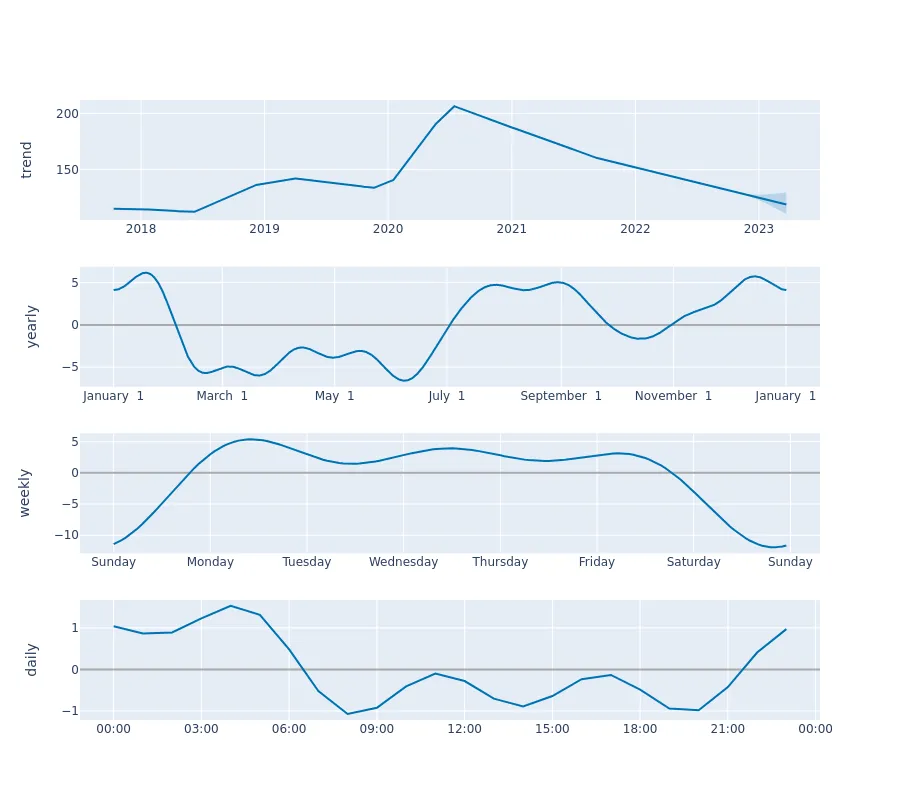 trend
200
150
2018 2019 2020 2021 2022 2023
yearly
5
0
−5
January 1 March 1 May 1 July 1 September 1 November 1 January 1
weekly
5
0
−5
−10
Sunday Monday Tuesday Wednesday Thursday Friday Saturday Sunday
daily
1
0
−1
00:00 03:00 06:00 09:00 12:00 15:00 18:00 21:00 00:00